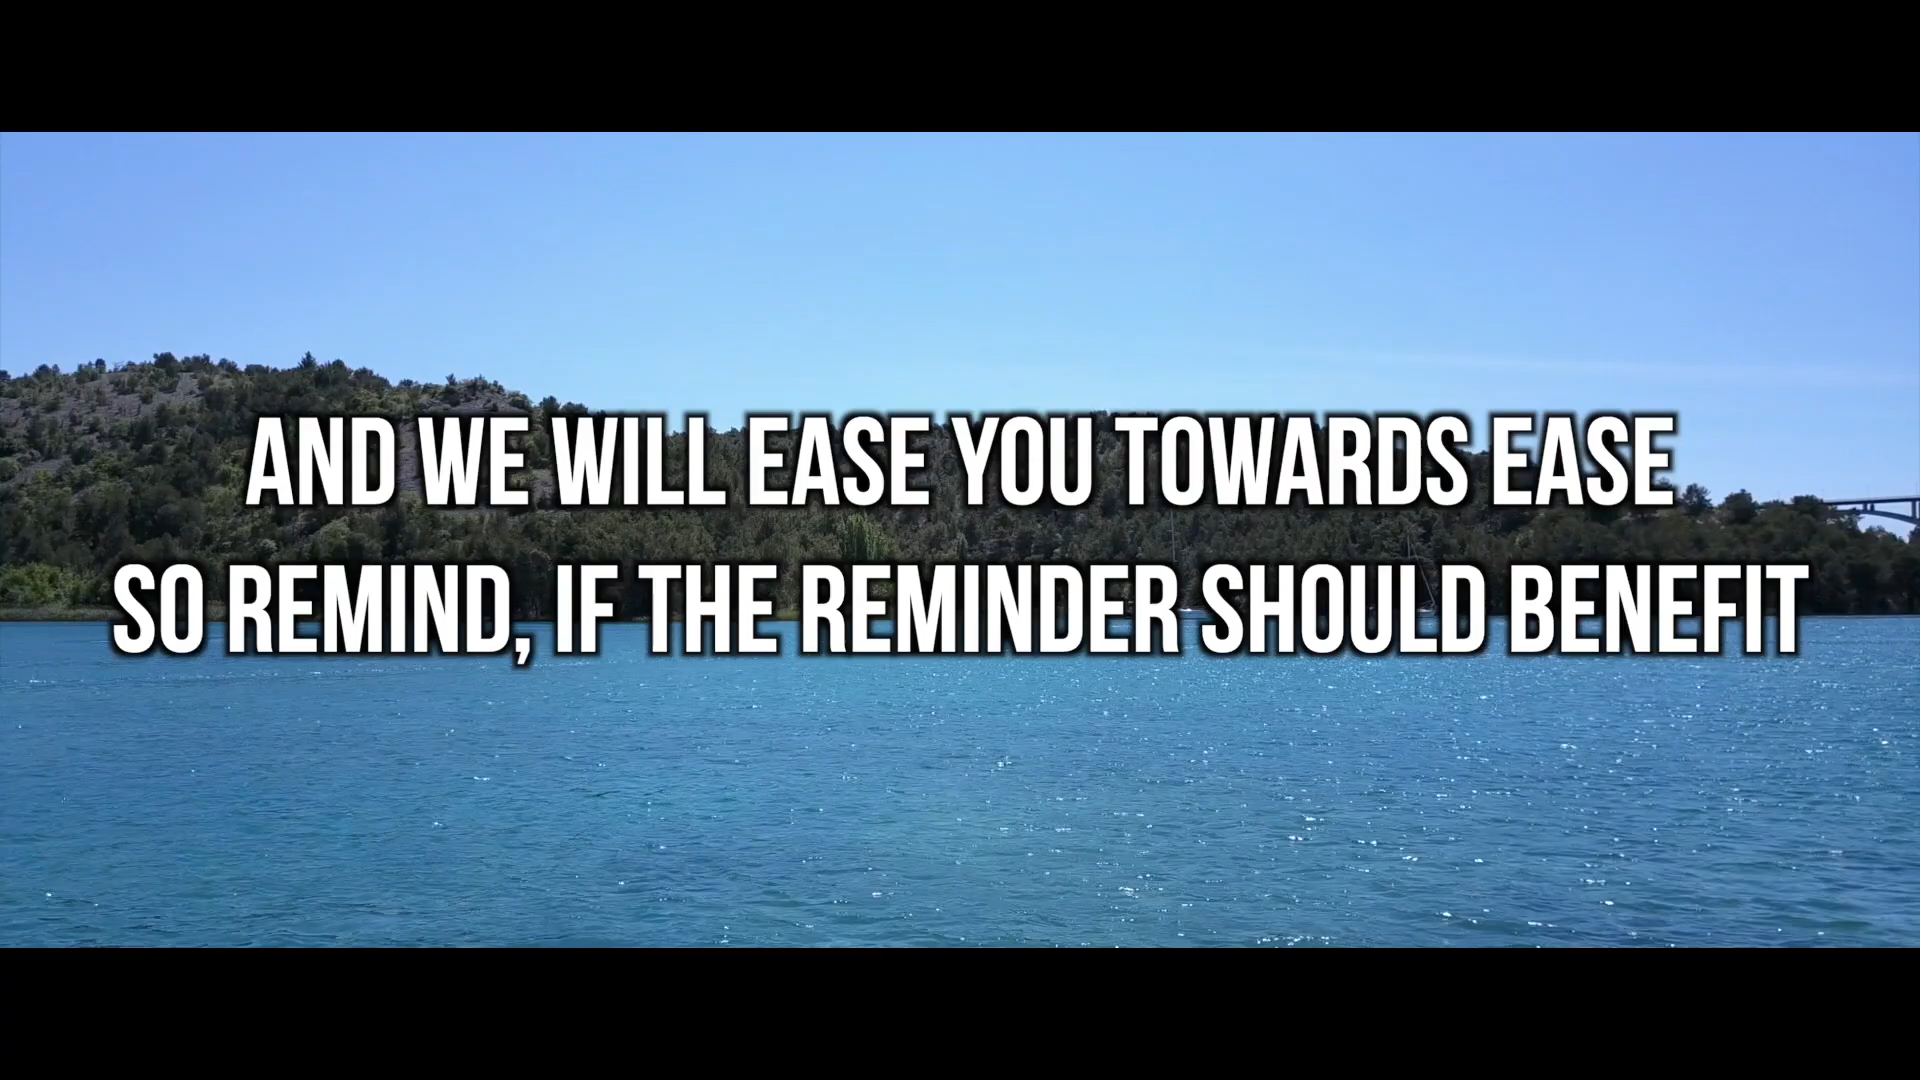 AND WE WILL EASE YOU TOWARDS EASE
SO REMIND, IF THE REMINDER SHOULD BENEFIT